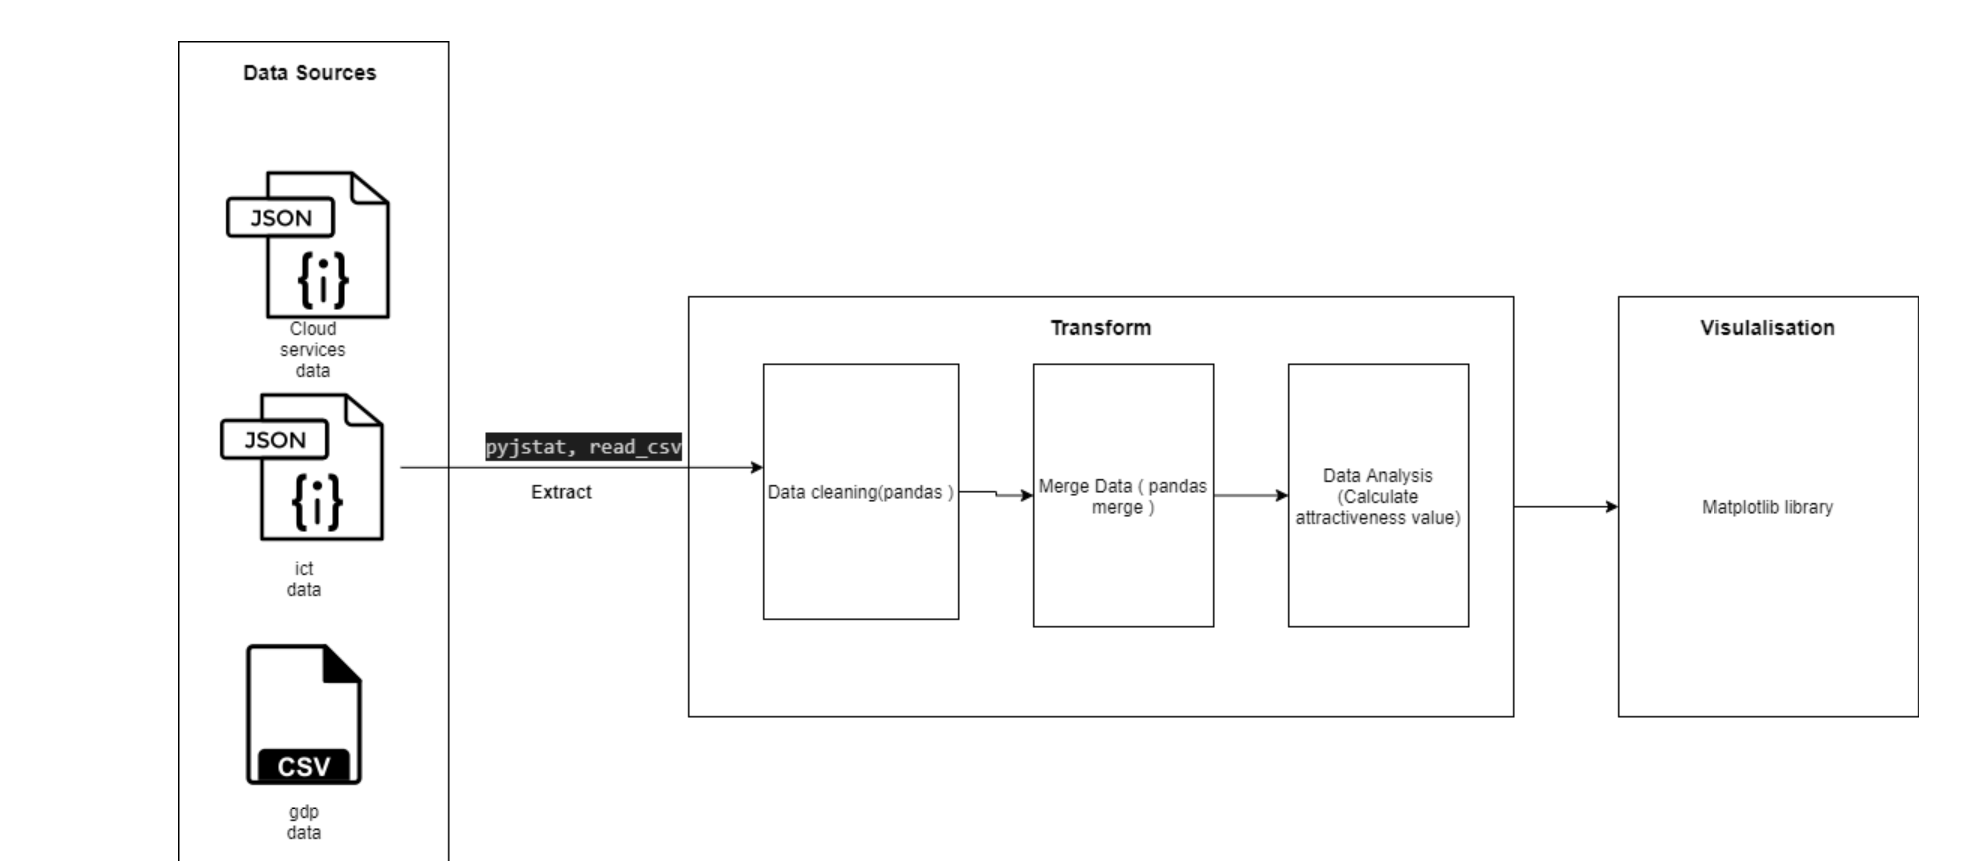 Data Sources
JSON
{i}
Cloud
services
data
JSON
{i}
ict
data
CSV
gdp
data
pyjstat, read_csv
Extract
Transform
Data cleaning(pandas )
Merge Data ( pandas
merge )
Data Analysis
(Calculate
attractiveness value)
Visulalisation
Matplotlib library